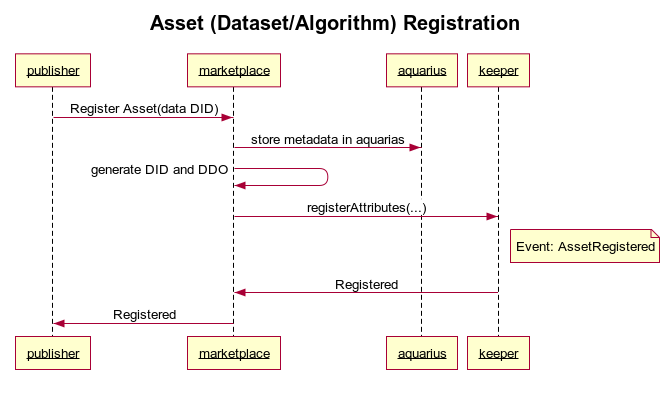 Asset (Dataset/Algorithm) Registration
publisher
marketplace
aquarius
keeper
Register Asset(data DID)
store metadata in aquarias
generate DID and DDO
registerAttributes(...)
Event: AssetRegistered
Registered
Registered
publisher
marketplace
aquarius
keeper